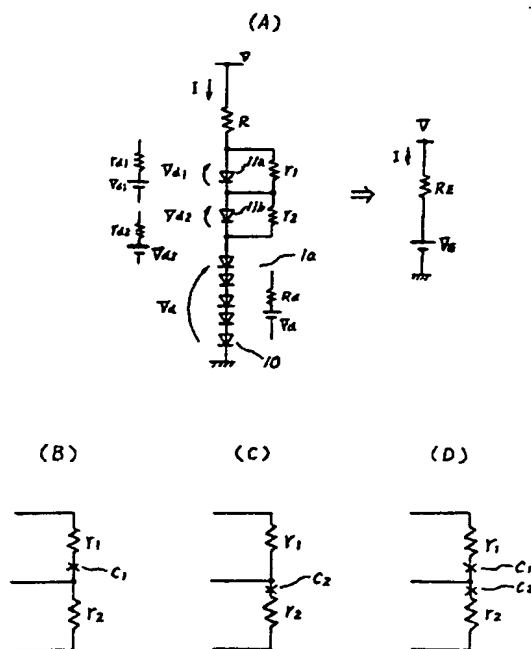 (A)
V
I
R
Vd1
11a
r1
rd1
Vd1
⇒
V
I
RE
VE
Vd2
11b
r2
rd2
Vd2
1a
Vd
Rd
Vd
10
(B)
(C)
(D)
r1
C1
r2
r1
C2
r2
r1
C1
C2
r2